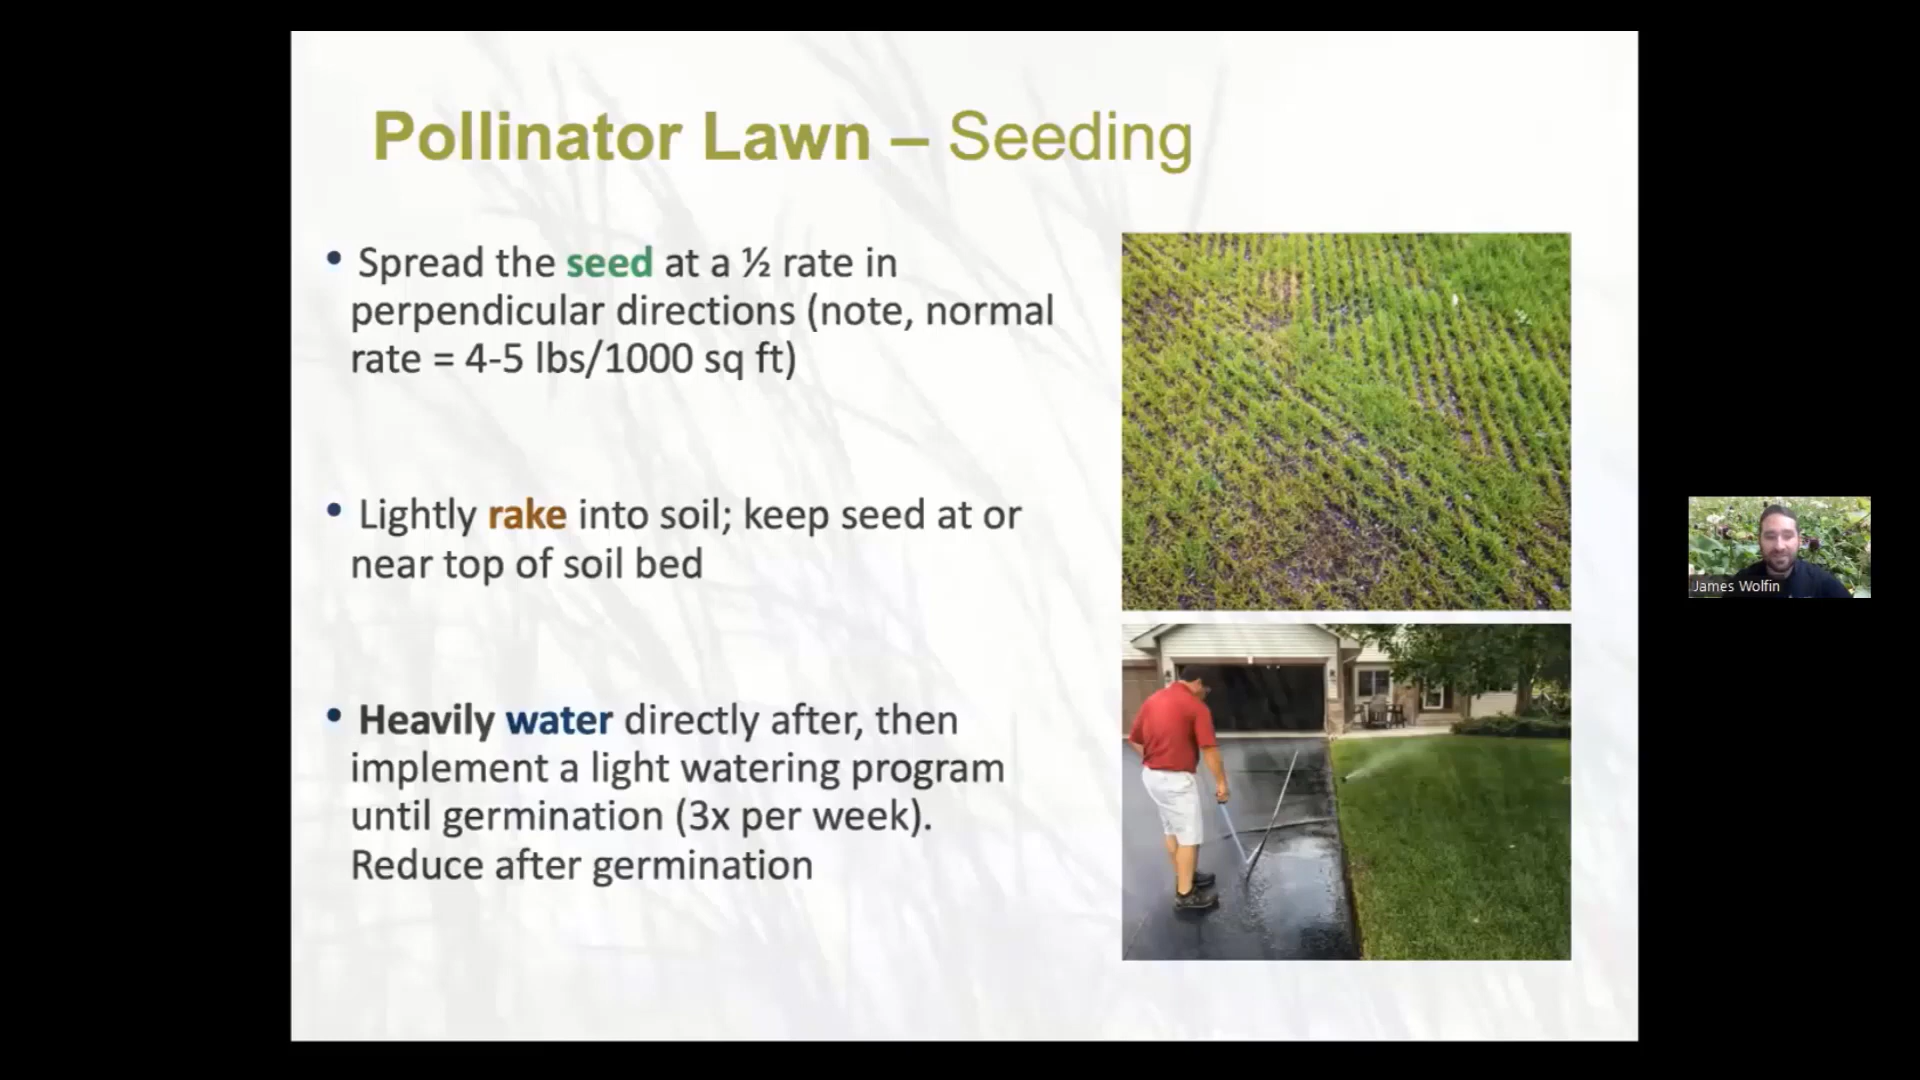 Pollinator Lawn – Seeding
• Spread the seed at a ½ rate in
perpendicular directions (note, normal
rate = 4-5 lbs/1000 sq ft)
• Lightly rake into soil; keep seed at or
near top of soil bed
• Heavily water directly after, then
implement a light watering program
until germination (3x per week).
Reduce after germination
James Wolfin